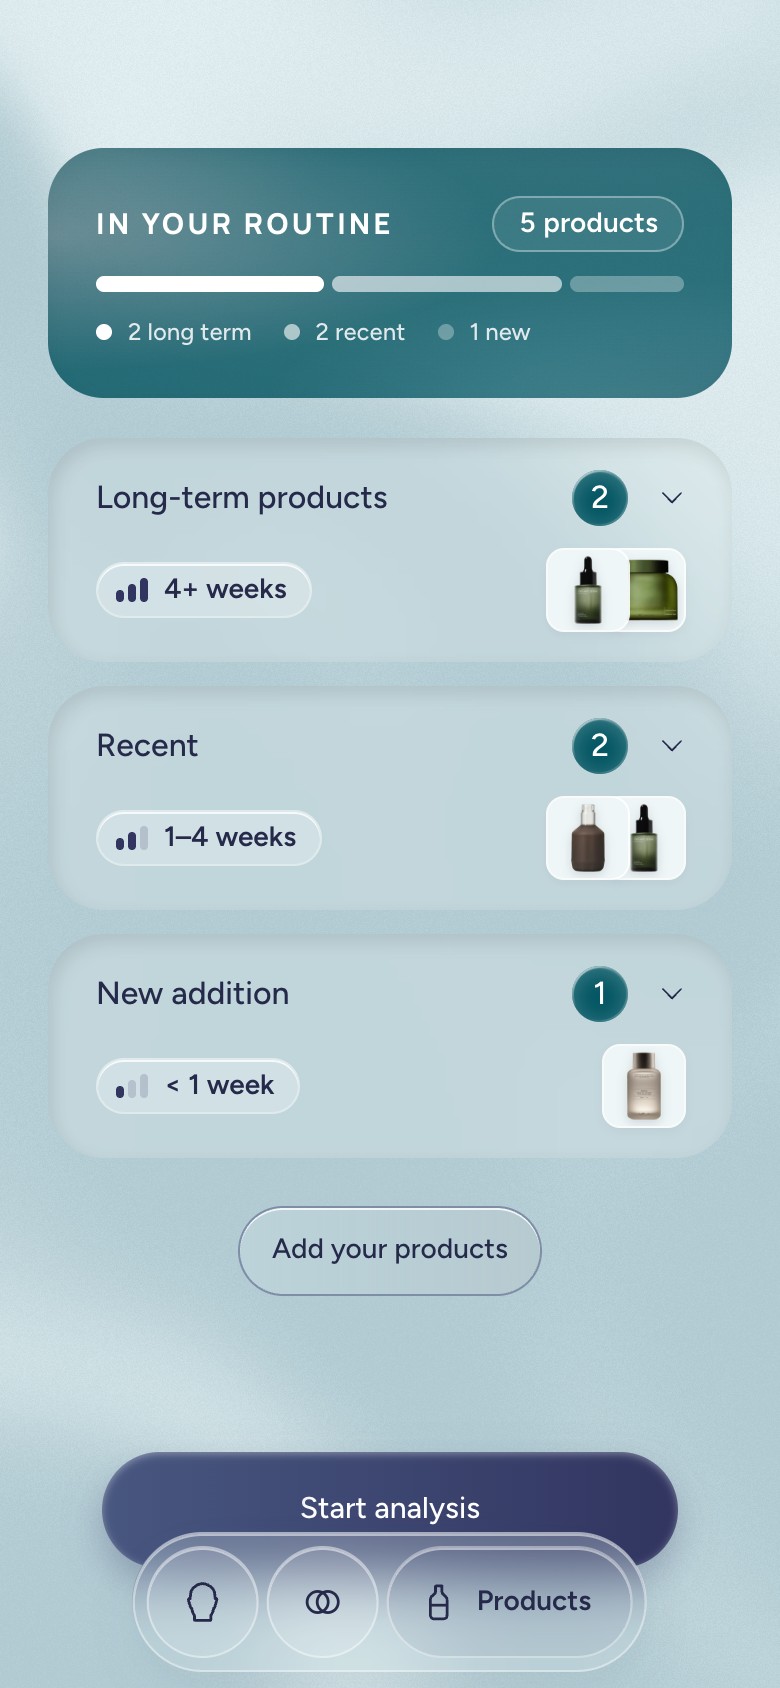 IN YOUR ROUTINE
5 products
2 long term
2 recent
1 new
Long-term products
2
4+ weeks
Recent
2
1–4 weeks
New addition
1
< 1 week
Add your products
Start analysis
Products